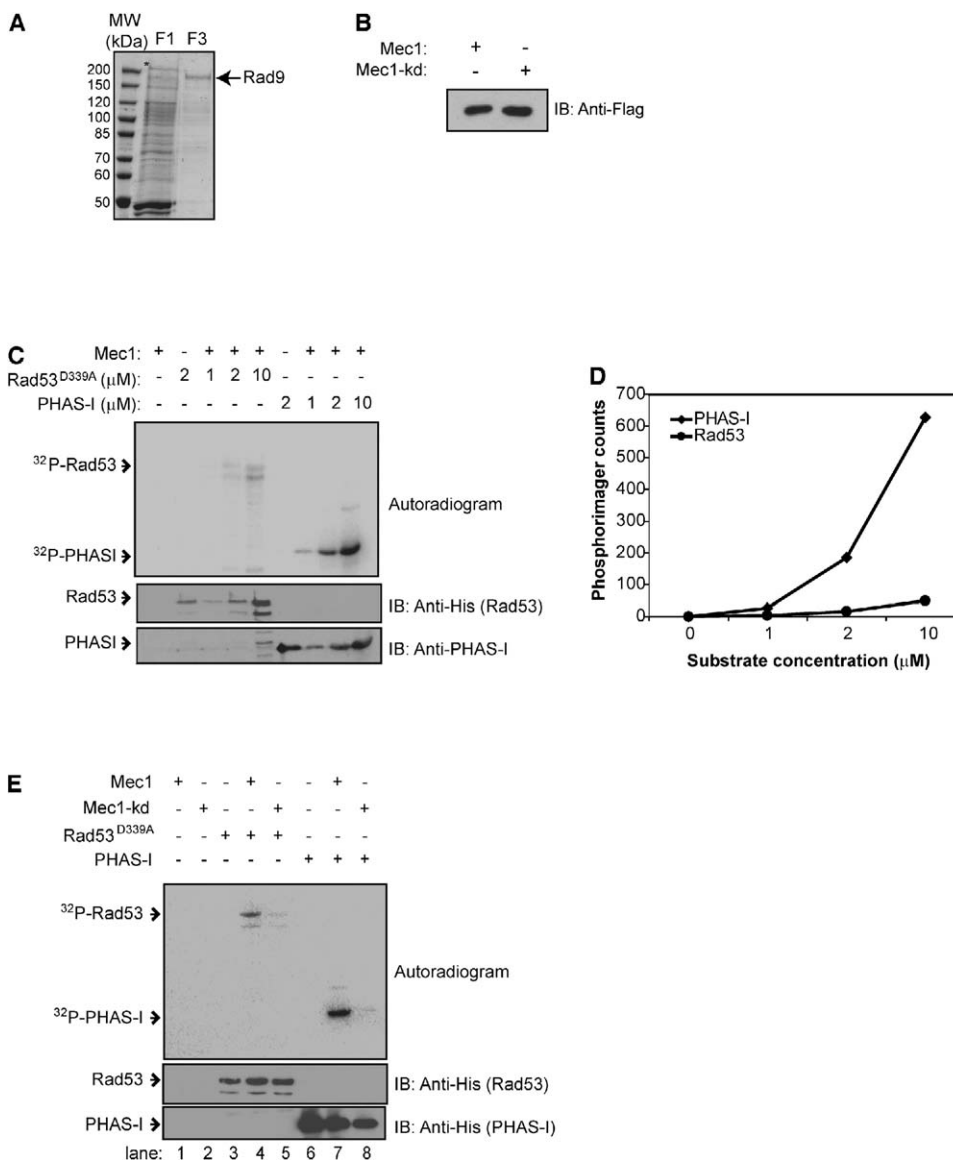 A
MW
(kDa) F1 F3
200
150
120
100
85
70
60
50
*
Rad9
B
Mec1: + -
Mec1-kd: - +
IB: Anti-Flag
C
Mec1: + - + + + - + + +
Rad53D339A (μM): - 2 1 2 10 - - - -
PHAS-I (μM): - - - - - 2 1 2 10
32P-Rad53
Autoradiogram
32P-PHASI
Rad53
IB: Anti-His (Rad53)
PHASI
IB: Anti-PHAS-I
D
Phosphorimager counts
700
600
500
400
300
200
100
0
PHAS-I
Rad53
0 1 2 10
Substrate concentration (μM)
E
Mec1 + - - + - - + -
Mec1-kd - + - - + - - +
Rad53D339A - - + + + - - -
PHAS-I - - - - - + + +
32P-Rad53
Autoradiogram
32P-PHAS-I
Rad53
IB: Anti-His (Rad53)
PHAS-I
IB: Anti-His (PHAS-I)
lane: 1 2 3 4 5 6 7 8